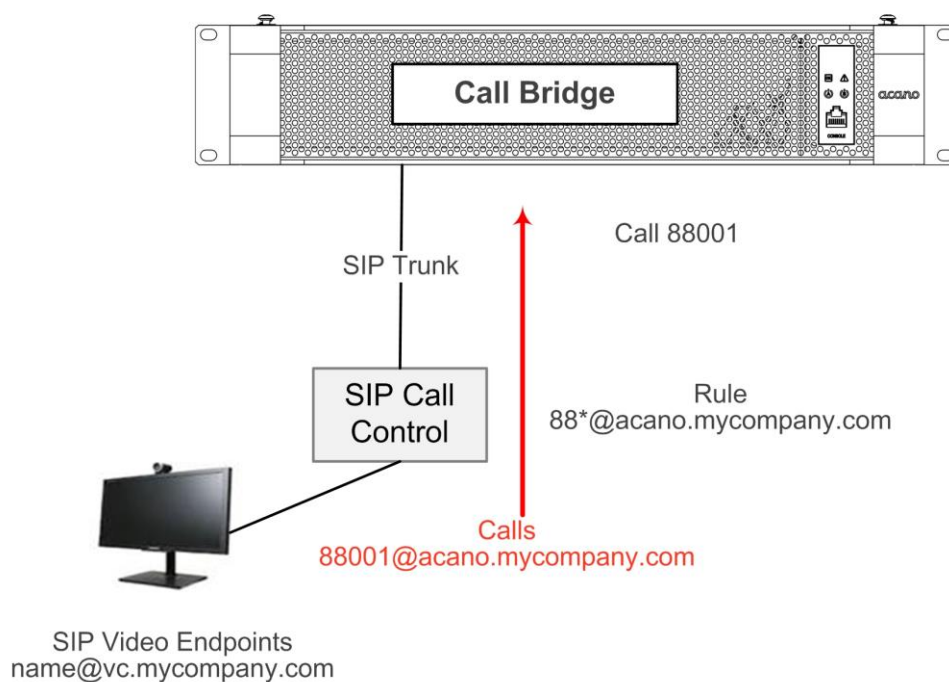 Call Bridge
acano
CONSOLE
Call 88001
SIP Trunk
SIP Call
Control
Rule
88*@acano.mycompany.com
Calls
88001@acano.mycompany.com
SIP Video Endpoints
name@vc.mycompany.com